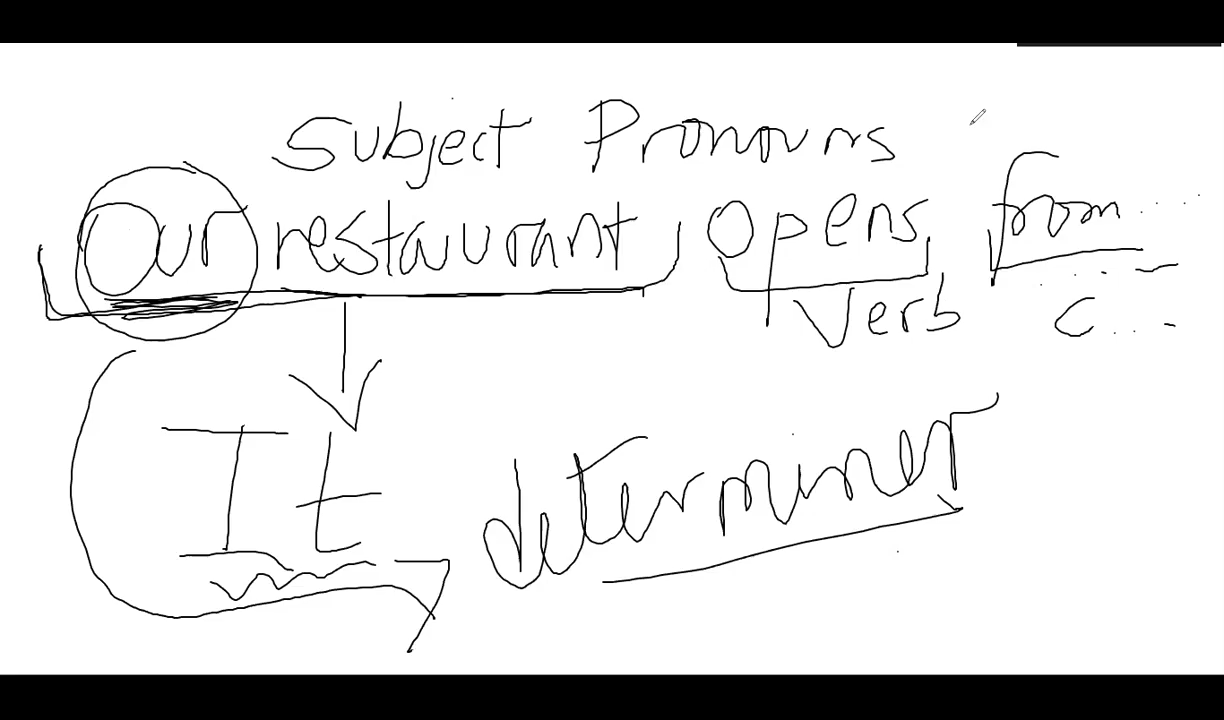 Subject Pronouns
Our restaurant opens from....
Verb c....
It
determiner